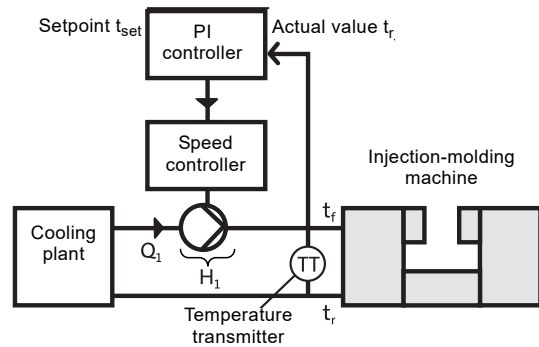 Setpoint tset
PI
controller
Actual value tr.
Speed
controller
Injection-molding
machine
Cooling
plant
Q1
H1
tf
TT
Temperature
transmitter
tr